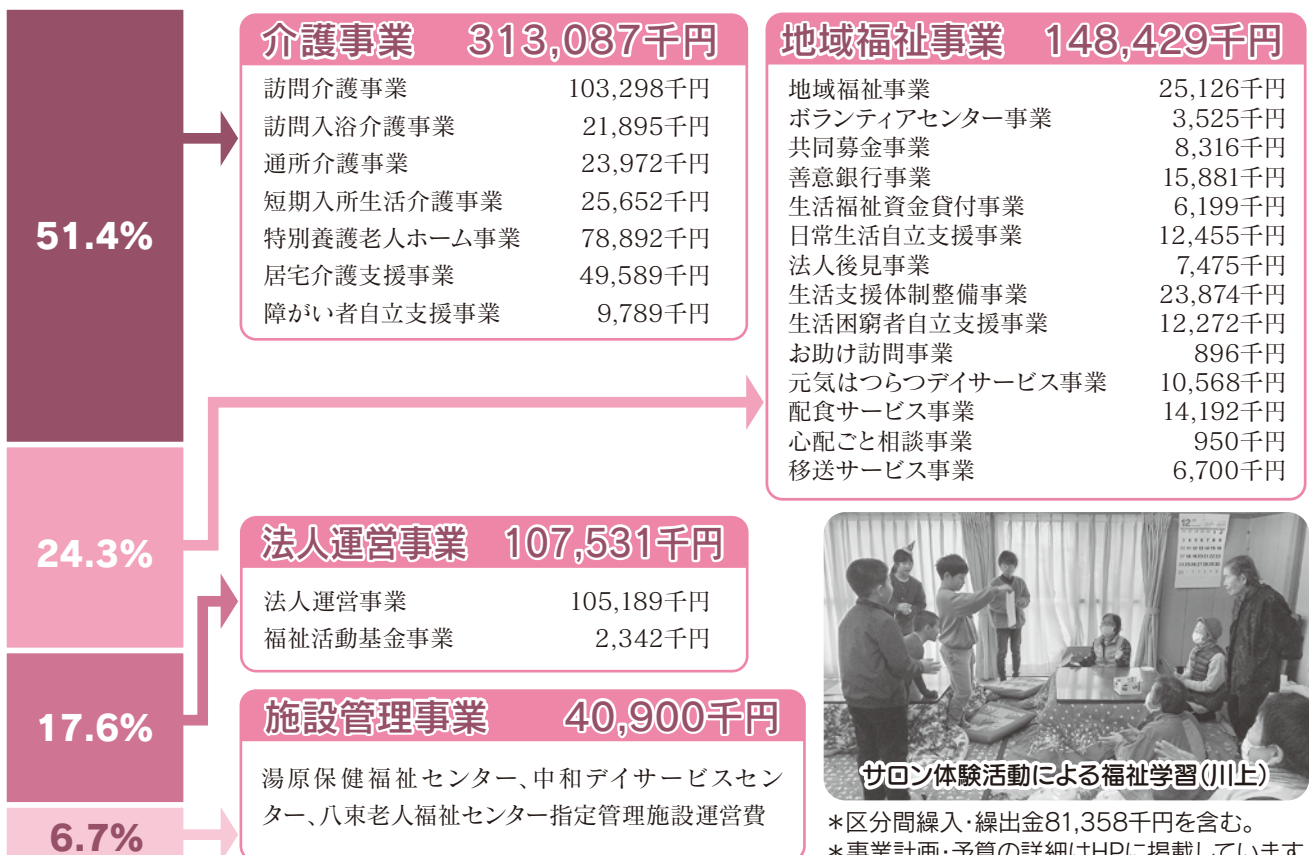 51.4%
24.3%
17.6%
6.7%
介護事業 313,087千円
訪問介護事業 103,298千円
訪問入浴介護事業 21,895千円
通所介護事業 23,972千円
短期入所生活介護事業 25,652千円
特別養護老人ホーム事業 78,892千円
居宅介護支援事業 49,589千円
障がい者自立支援事業 9,789千円
地域福祉事業 148,429千円
地域福祉事業 25,126千円
ボランティアセンター事業 3,525千円
共同募金事業 8,316千円
善意銀行事業 15,881千円
生活福祉資金貸付事業 6,199千円
日常生活自立支援事業 12,455千円
法人後見事業 7,475千円
生活支援体制整備事業 23,874千円
生活困窮者自立支援事業 12,272千円
お助け訪問事業 896千円
元気はつらつデイサービス事業 10,568千円
配食サービス事業 14,192千円
心配ごと相談事業 950千円
移送サービス事業 6,700千円
法人運営事業 107,531千円
法人運営事業 105,189千円
福祉活動基金事業 2,342千円
施設管理事業 40,900千円
湯原保健福祉センター、中和デイサービスセン
ター、八束老人福祉センター指定管理施設運営費
サロン体験活動による福祉学習(川上)
*区分間繰入・繰出金81,358千円を含む。
*事業計画・予算の詳細はHPに掲載しています